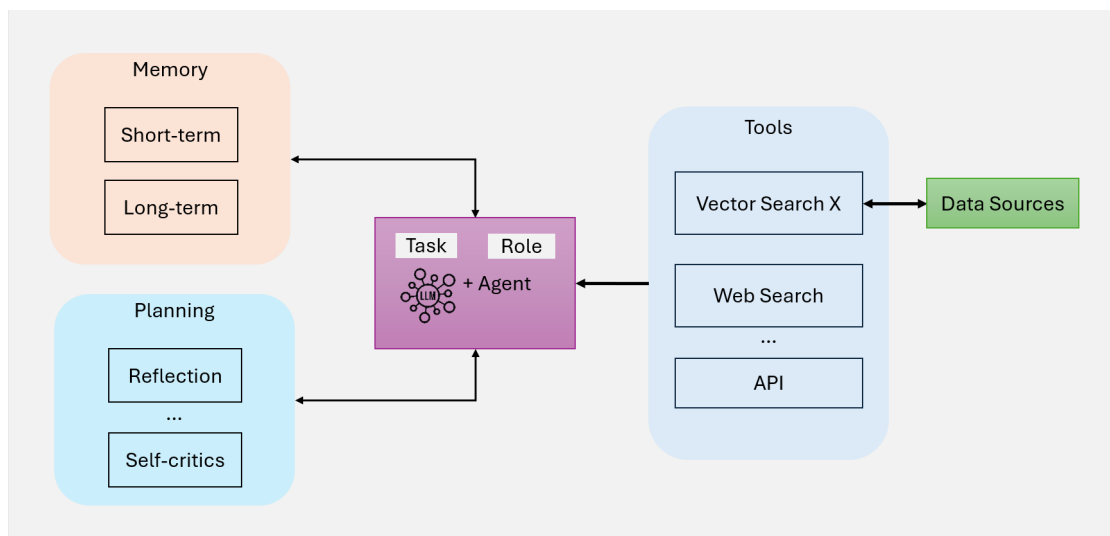 Memory
Short-term
Long-term
Planning
Reflection
...
Self-critics
Task
Role
LLM
+ Agent
Tools
Vector Search X
Web Search
...
API
Data Sources